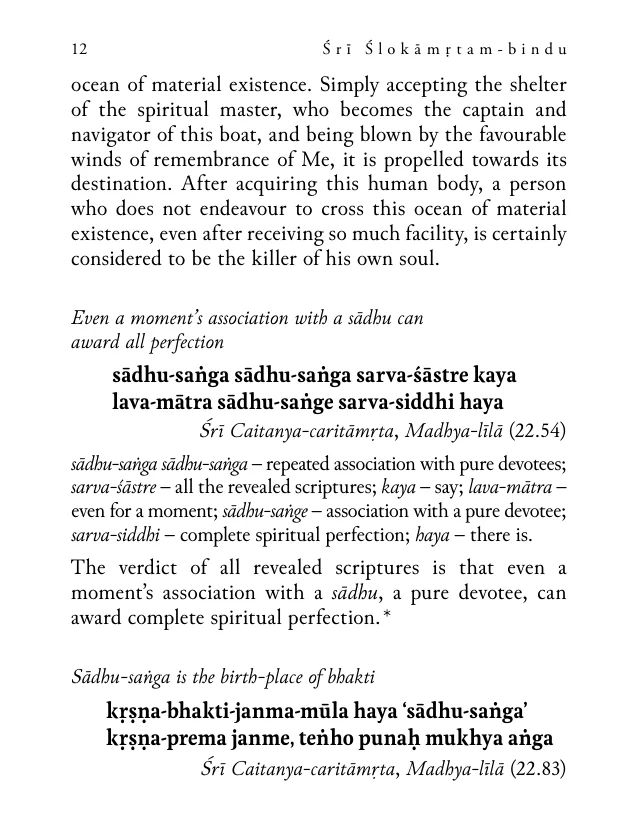 12 Śrī Ślokāmṛtam-bindu
ocean of material existence. Simply accepting the shelter
of the spiritual master, who becomes the captain and
navigator of this boat, and being blown by the favourable
winds of remembrance of Me, it is propelled towards its
destination. After acquiring this human body, a person
who does not endeavour to cross this ocean of material
existence, even after receiving so much facility, is certainly
considered to be the killer of his own soul.
Even a moment’s association with a sādhu can
award all perfection
sādhu-saṅga sādhu-saṅga sarva-śāstre kaya
lava-mātra sādhu-saṅge sarva-siddhi haya
Śrī Caitanya-caritāmṛta, Madhya-līlā (22.54)
sādhu-saṅga sādhu-saṅga – repeated association with pure devotees;
sarva-śāstre – all the revealed scriptures; kaya – say; lava-mātra –
even for a moment; sādhu-saṅge – association with a pure devotee;
sarva-siddhi – complete spiritual perfection; haya – there is.
The verdict of all revealed scriptures is that even a
moment’s association with a sādhu, a pure devotee, can
award complete spiritual perfection.*
Sādhu-saṅga is the birth-place of bhakti
kṛṣṇa-bhakti-janma-mūla haya ‘sādhu-saṅga’
kṛṣṇa-prema janme, teṅho punaḥ mukhya aṅga
Śrī Caitanya-caritāmṛta, Madhya-līlā (22.83)